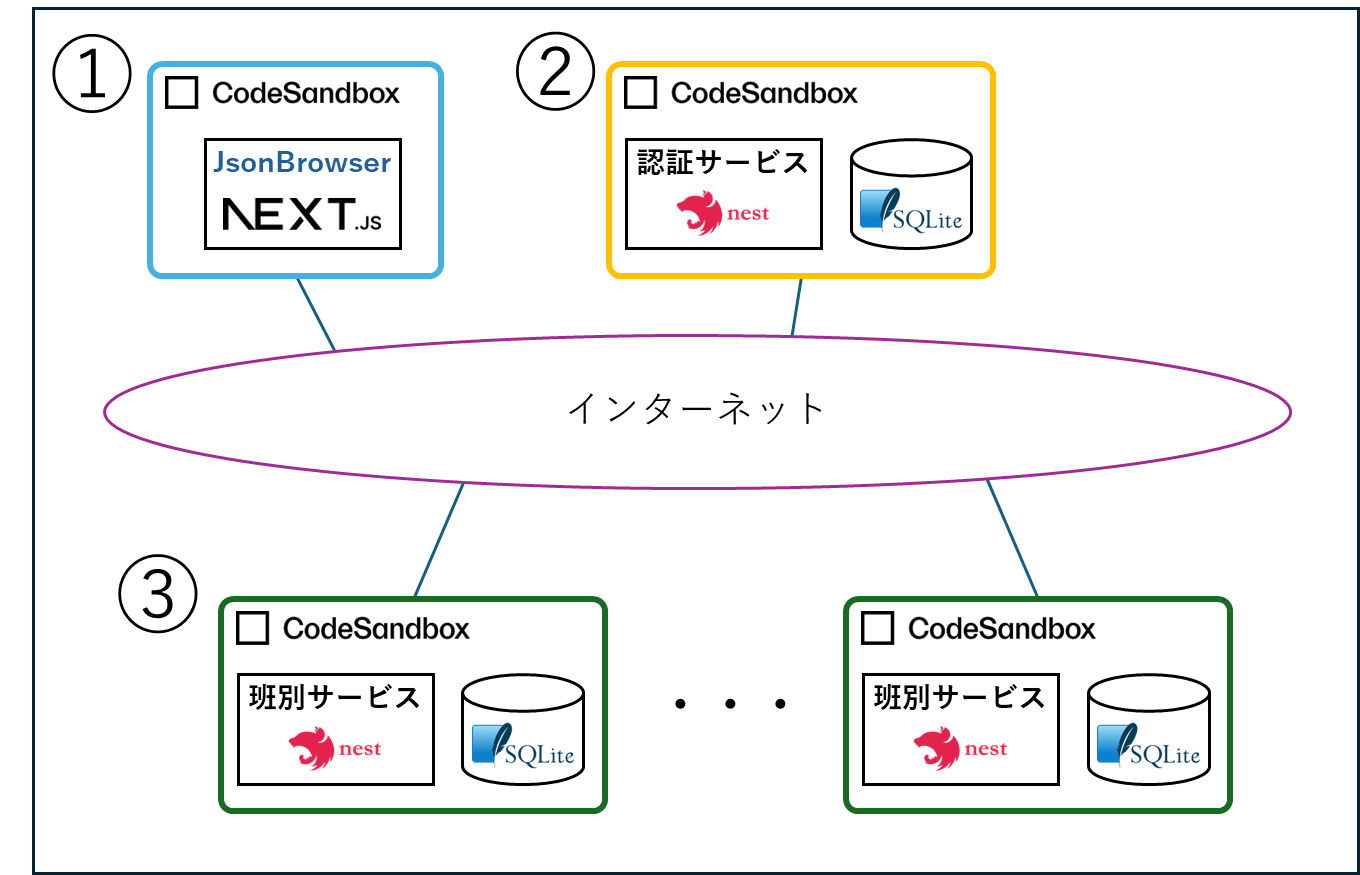 ①
CodeSandbox
JsonBrowser
NEXT.JS
②
CodeSandbox
認証サービス
nest
SQLite
インターネット
③
CodeSandbox
班別サービス
nest
SQLite
・・・
CodeSandbox
班別サービス
nest
SQLite